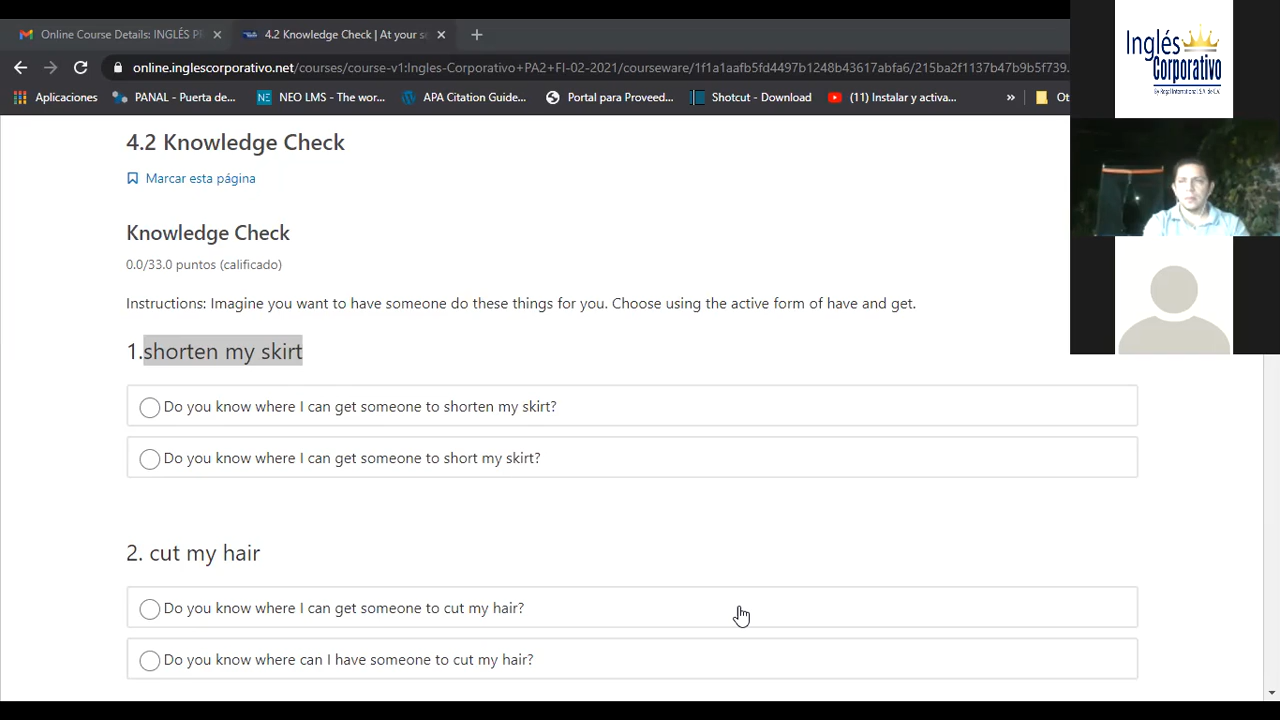 Online Course Details: INGLÉS PR
4.2 Knowledge Check | At your s
online.inglescorporativo.net/courses/course-v1:Ingles-Corporativo+PA2+FI-02-2021/courseware/1f1a1aafb5fd4497b1248b43617abfa6/215ba2f1137b47b9b5f739.
Aplicaciones
PANAL - Puerta de...
NEO LMS - The wor...
APA Citation Guide...
Portal para Proveed...
Shotcut - Download
(11) Instalar y activa...
»
Ot
Inglés
Corporativo
4.2 Knowledge Check
Marcar esta página
Knowledge Check
0.0/33.0 puntos (calificado)
Instructions: Imagine you want to have someone do these things for you. Choose using the active form of have and get.
1.shorten my skirt
Do you know where I can get someone to shorten my skirt?
Do you know where I can get someone to short my skirt?
2. cut my hair
Do you know where I can get someone to cut my hair?
Do you know where can I have someone to cut my hair?